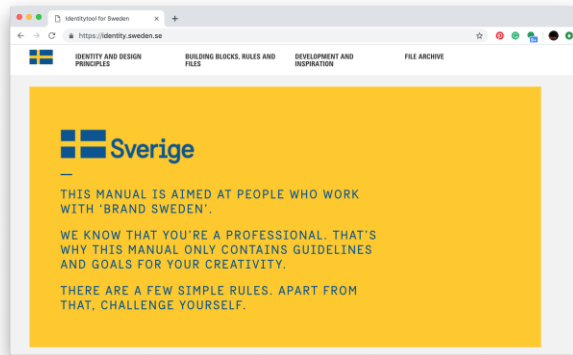 Identitytool for Sweden
https://identity.sweden.se
IDENTITY AND DESIGN
PRINCIPLES
BUILDING BLOCKS, RULES AND
FILES
DEVELOPMENT AND
INSPIRATION
FILE ARCHIVE
Sverige
THIS MANUAL IS AIMED AT PEOPLE WHO WORK
WITH ‘BRAND SWEDEN’.
WE KNOW THAT YOU’RE A PROFESSIONAL. THAT’S
WHY THIS MANUAL ONLY CONTAINS GUIDELINES
AND GOALS FOR YOUR CREATIVITY.
THERE ARE A FEW SIMPLE RULES. APART FROM
THAT, CHALLENGE YOURSELF.